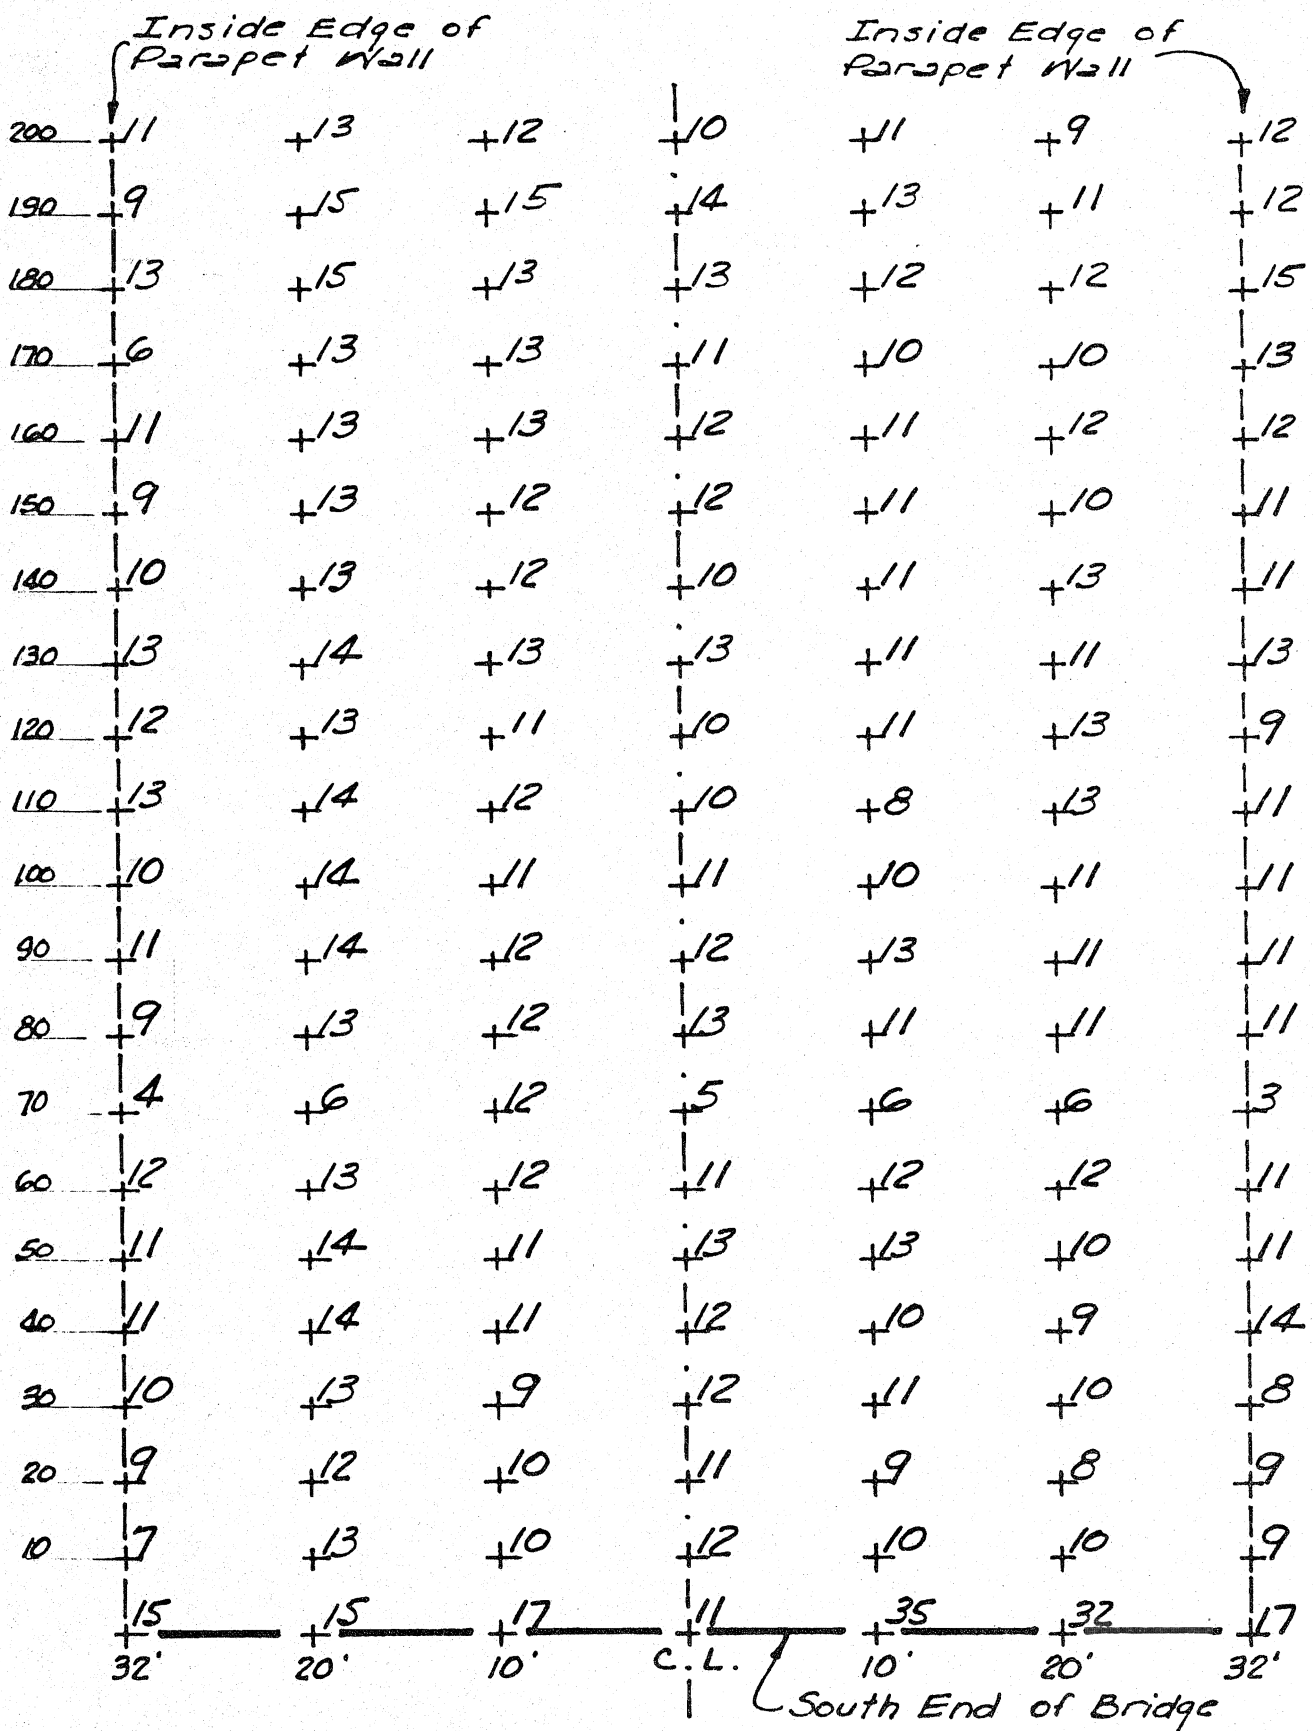 Inside Edge of Parapet Wall
Inside Edge of Parapet Wall
200 11 13 12 10 11 9 12
190 9 15 15 14 13 11 12
180 13 15 13 13 12 12 15
170 6 13 13 11 10 10 13
160 11 13 13 12 11 12 12
150 9 13 12 12 11 10 11
140 10 13 12 10 11 13 11
130 13 14 13 13 11 11 13
120 12 13 11 10 11 13 9
110 13 14 12 10 8 13 11
100 10 14 11 11 10 11 11
90 11 14 12 12 13 11 11
80 9 13 12 13 11 11 11
70 4 6 12 5 6 6 3
60 12 13 12 11 12 12 11
50 11 14 11 13 13 10 11
40 11 14 11 12 10 9 14
30 10 13 9 12 11 10 8
20 9 12 10 11 9 8 9
10 7 13 10 12 10 10 9
15 15 17 11 35 32 17
32' 20' 10' C.L. 10' 20' 32'
South End of Bridge